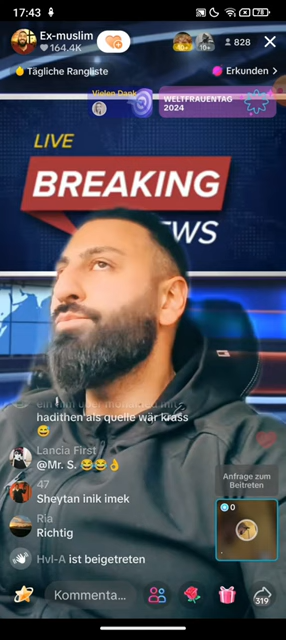 17:43
78
Ex-muslim
164.4K
10+
828
Tägliche Rangliste
Erkunden >
Vielen Dank
WELTFRAUENTAG
2024
LIVE
BREAKING
NEWS
hadithen als quelle wär krass
😅
Lancia First
@Mr. S. 😂😂👌
47
Sheytan inik imek
Ria
Richtig
Hvl-A ist beigetreten
Anfrage zum
Beitreten
0
Kommenta...
319